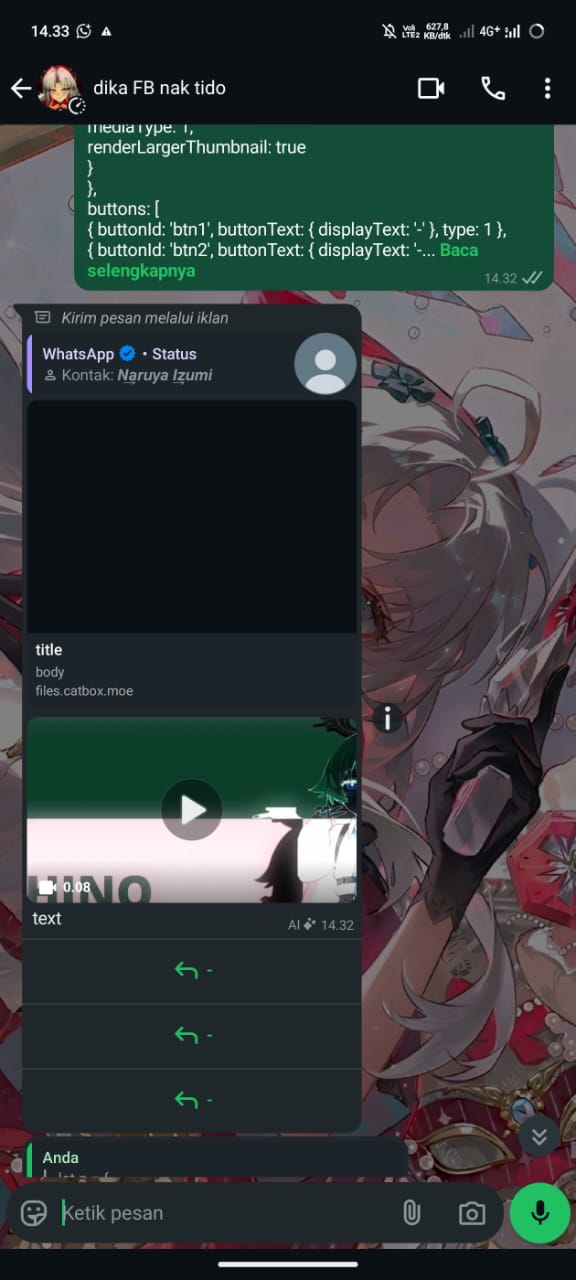 14.33
Vo) LTE2
627,8 KB/dtk
4G+
dika FB nak tido
mediaType: 1,
renderLargerThumbnail: true
}
},
buttons: [
{ buttonId: 'btn1', buttonText: { displayText: '-' }, type: 1 },
{ buttonId: 'btn2', buttonText: { displayText: '-... Baca
selengkapnya
14.32
Kirim pesan melalui iklan
WhatsApp • Status
Kontak: Naruya Izumi
title
body
files.catbox.moe
HINO
0.08
text
AI 14.32
-
-
-
Anda
Ketik pesan